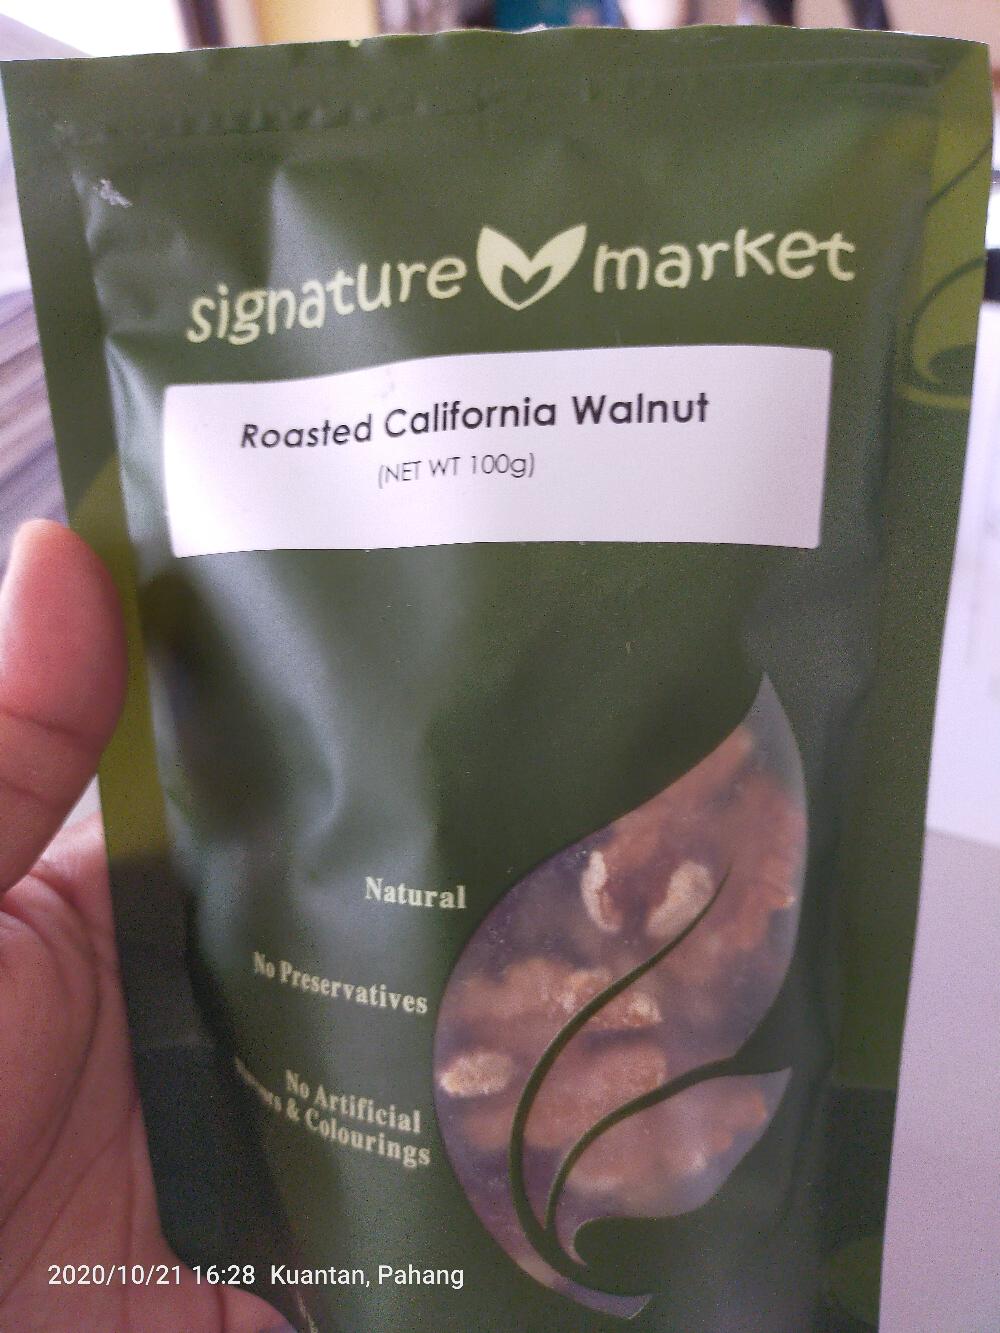 signature market
Roasted California Walnut
(NET WT 100g)
Natural
No Preservatives
No Artificial
& Colourings
2020/10/21 16:28 Kuantan, Pahang